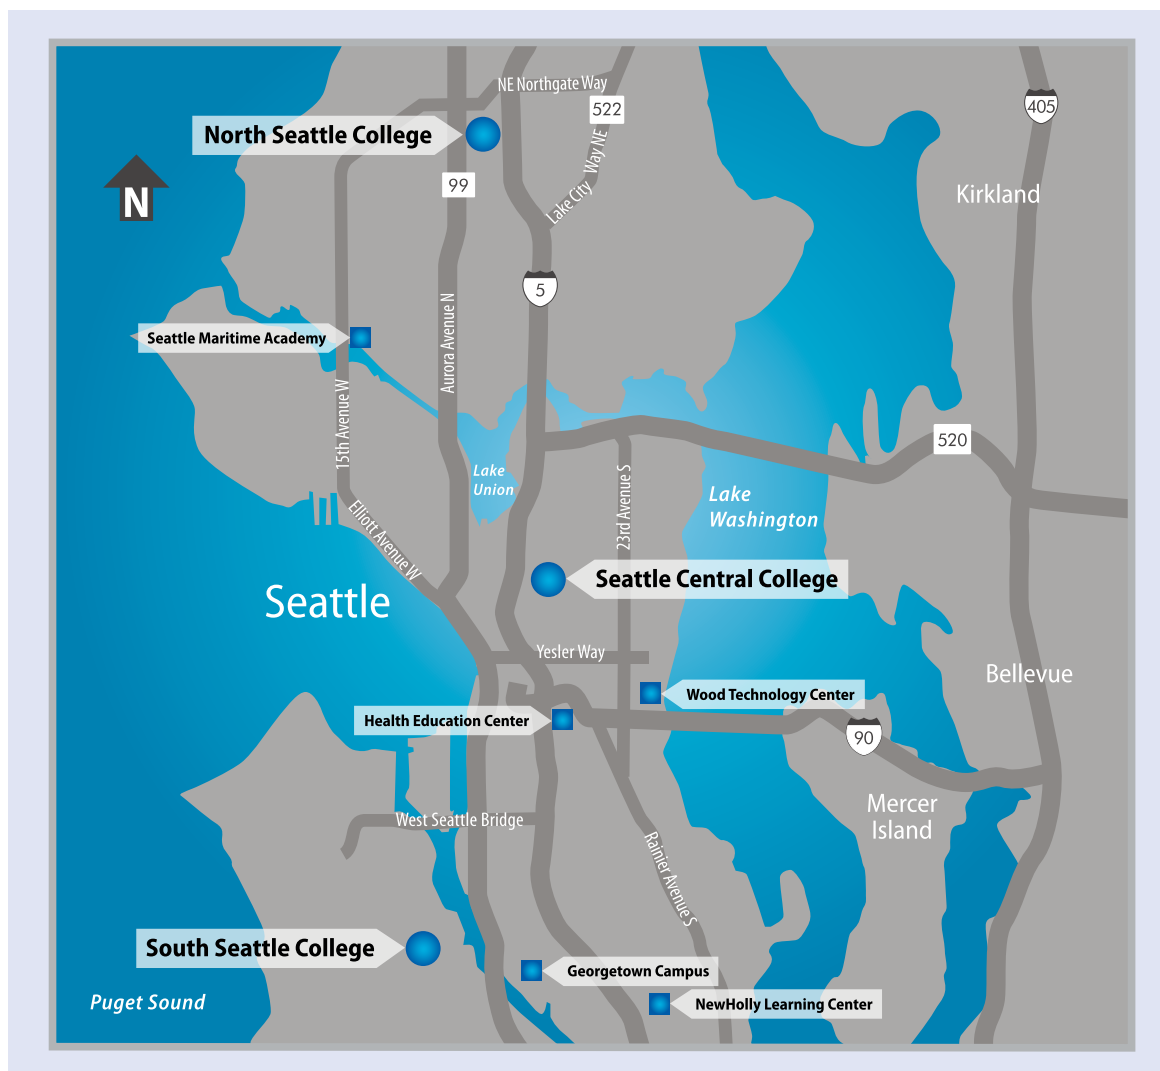 NE Northgate Way
522
405
North Seattle College
Lake City Way NE
99
N
Kirkland
5
Aurora Avenue N
Seattle Maritime Academy
15th Avenue W
520
Lake
Union
23rd Avenue S
Lake
Washington
Elliott Avenue W
Seattle Central College
Seattle
Yesler Way
Bellevue
Wood Technology Center
Health Education Center
90
Mercer
Island
West Seattle Bridge
Rainier Avenue S
South Seattle College
Georgetown Campus
Puget Sound
NewHolly Learning Center